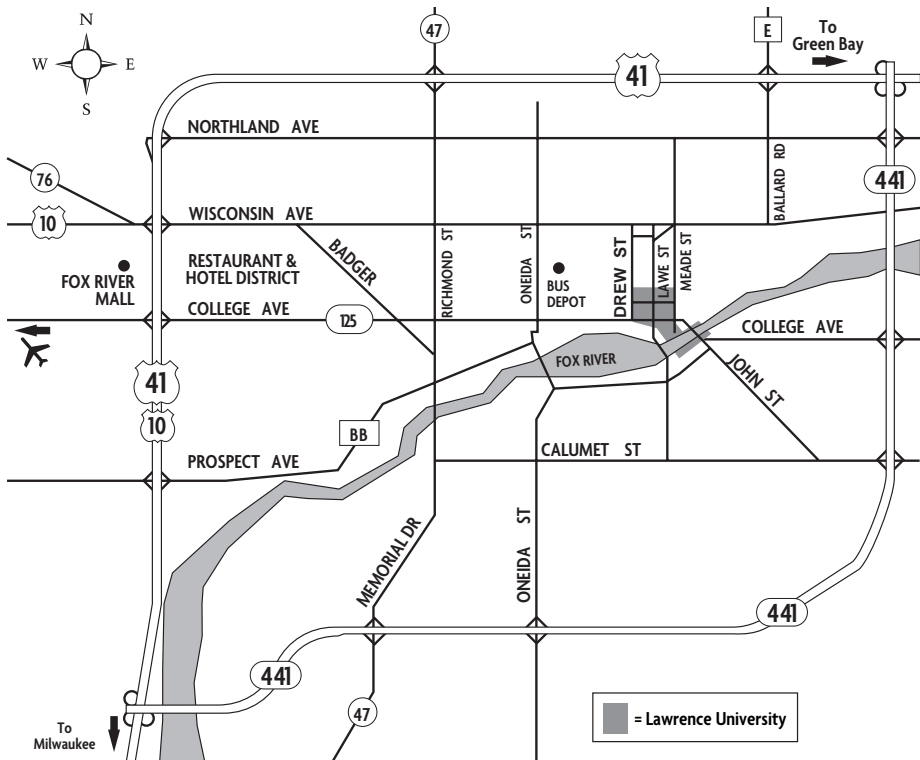 N
W
E
S
47
E
To
Green Bay
41
NORTHLAND AVE
76
10
WISCONSIN AVE
BALLARD RD
441
FOX RIVER
MALL
RESTAURANT &
HOTEL DISTRICT
BADGER
RICHMOND ST
ONEIDA ST
BUS
DEPOT
DREW ST
LAWE ST
MEADE ST
COLLEGE AVE
125
COLLEGE AVE
FOX RIVER
JOHN ST
41
10
BB
PROSPECT AVE
CALUMET ST
MEMORIAL DR
ONEIDA ST
441
441
47
To
Milwaukee
= Lawrence University